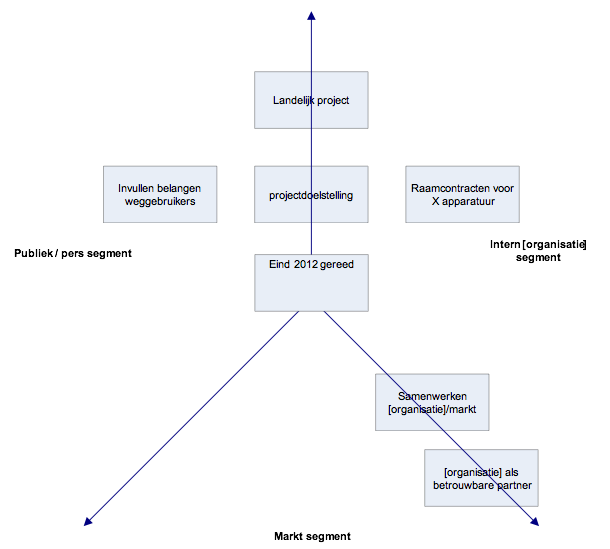 Landelijk project
Invullen belangen
weggebruikers
projectdoelstelling
Raamcontracten voor
X apparatuur
Publiek / pers segment
Intern [organisatie]
segment
Eind 2012 gereed
Samenwerken
[organisatie]/markt
[organisatie] als
betrouwbare partner
Markt segment